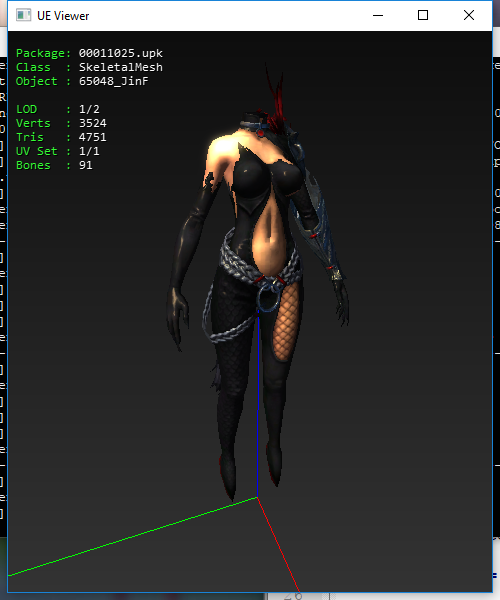 UE Viewer
Package: 00011025.upk
Class  : SkeletalMesh
Object : 65048_JinF
LOD    : 1/2
Verts  : 3524
Tris   : 4751
UV Set : 1/1
Bones  : 91